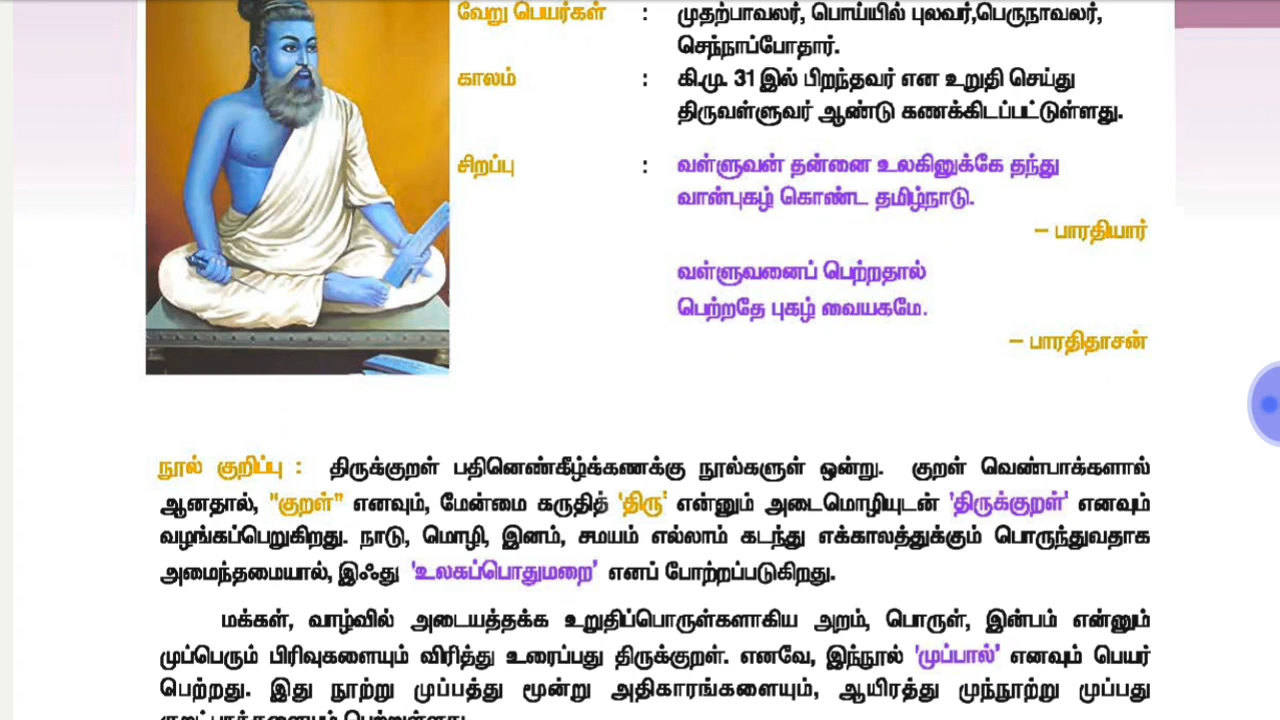 வேறு பெயர்கள் : முதற்பாவலர், பொய்யில் புலவர்,பெருநாவலர்,
செந்நாப்போதார்.
காலம் : கி.மு. 31 இல் பிறந்தவர் என உறுதி செய்து
திருவள்ளுவர் ஆண்டு கணக்கிடப்பட்டுள்ளது.
சிறப்பு : வள்ளுவன் தன்னை உலகினுக்கே தந்து
வான்புகழ் கொண்ட தமிழ்நாடு.
– பாரதியார்
வள்ளுவனைப் பெற்றதால்
பெற்றதே புகழ் வையகமே.
– பாரதிதாசன்
நூல் குறிப்பு : திருக்குறள் பதினெண்கீழ்க்கணக்கு நூல்களுள் ஒன்று. குறள் வெண்பாக்களால்
ஆனதால், "குறள்" எனவும், மேன்மை கருதித் 'திரு' என்னும் அடைமொழியுடன் 'திருக்குறள்' எனவும்
வழங்கப்பெறுகிறது. நாடு, மொழி, இனம், சமயம் எல்லாம் கடந்து எக்காலத்துக்கும் பொருந்துவதாக
அமைந்தமையால், இஃது 'உலகப்பொதுமறை' எனப் போற்றப்படுகிறது.
மக்கள், வாழ்வில் அடையத்தக்க உறுதிப்பொருள்களாகிய அறம், பொருள், இன்பம் என்னும்
முப்பெரும் பிரிவுகளையும் விரித்து உரைப்பது திருக்குறள். எனவே, இந்நூல் 'முப்பால்' எனவும் பெயர்
பெற்றது. இது நூற்று முப்பத்து மூன்று அதிகாரங்களையும், ஆயிரத்து முந்நூற்று முப்பது
குறட்பாக்களையும் பெற்றுள்ளது.